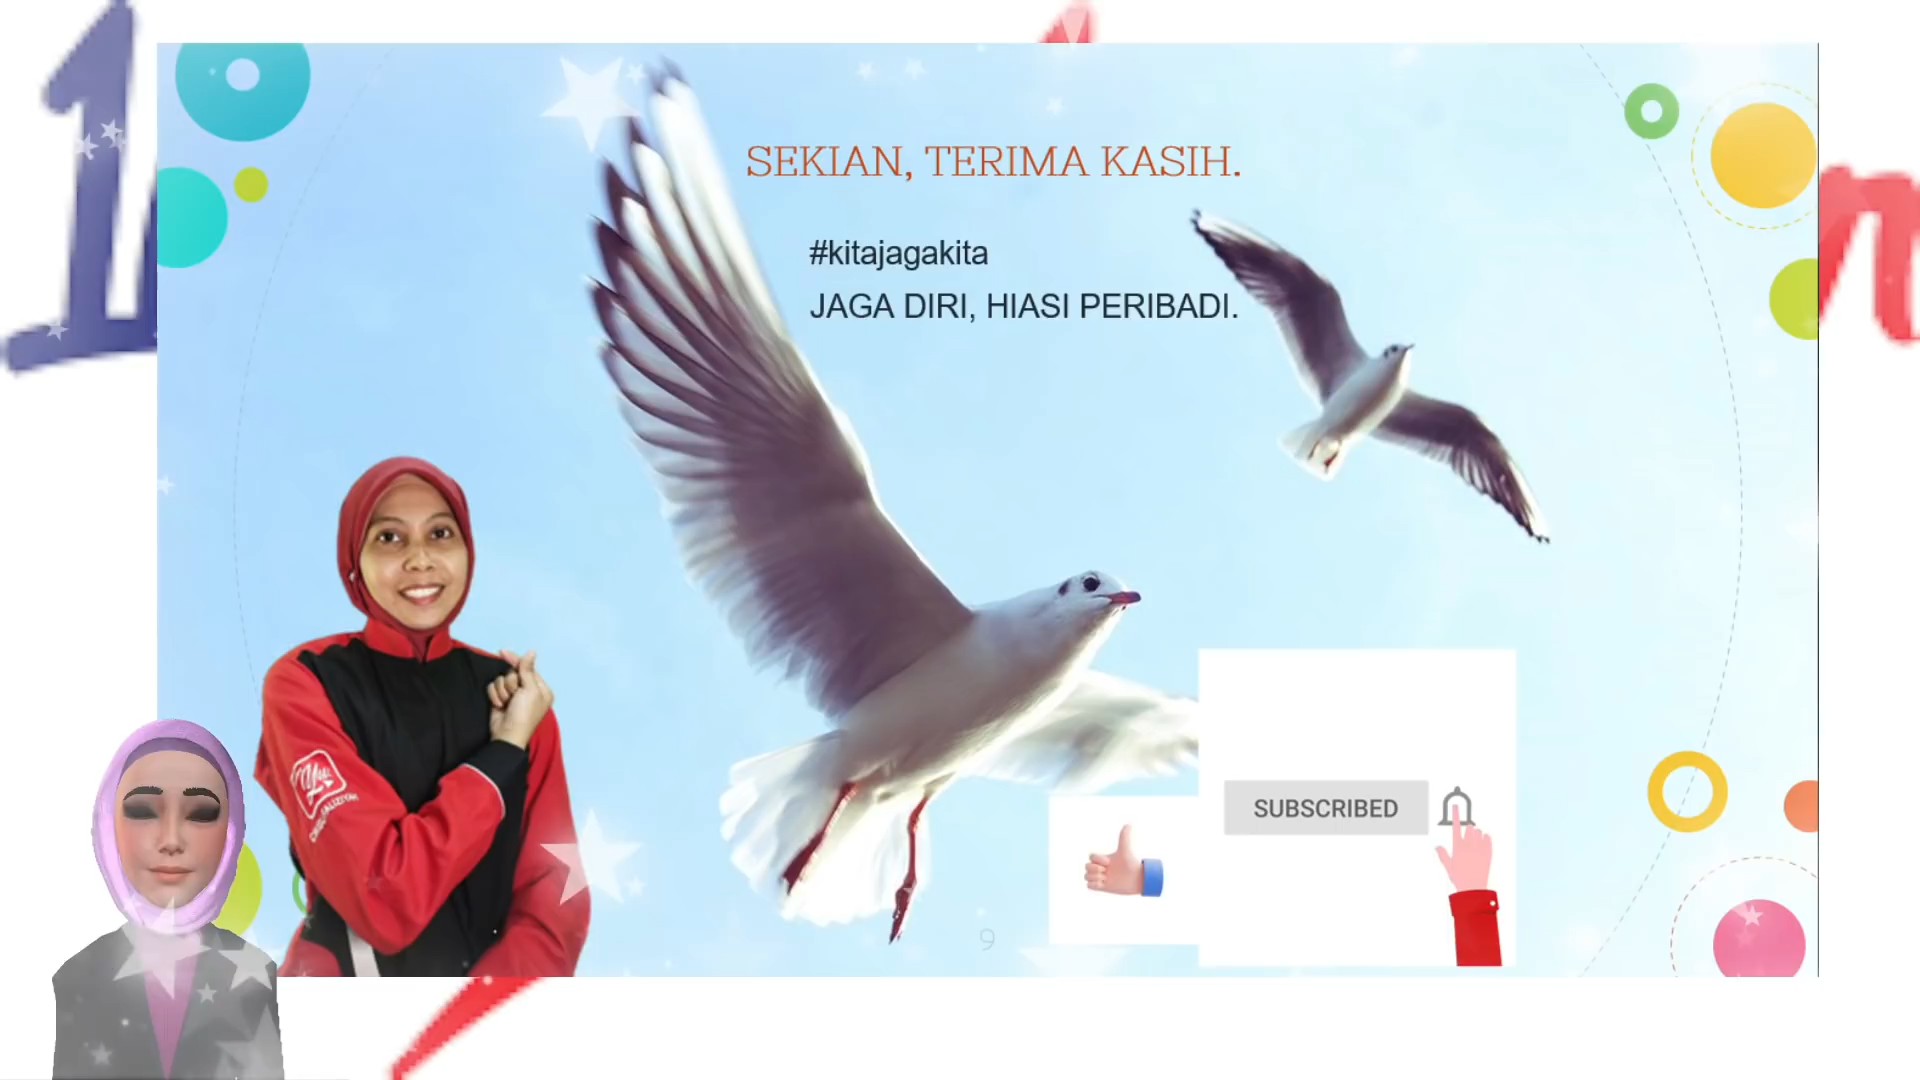 SEKIAN, TERIMA KASIH.
#kitajagakita
JAGA DIRI, HIASI PERIBADI.
SUBSCRIBED
9